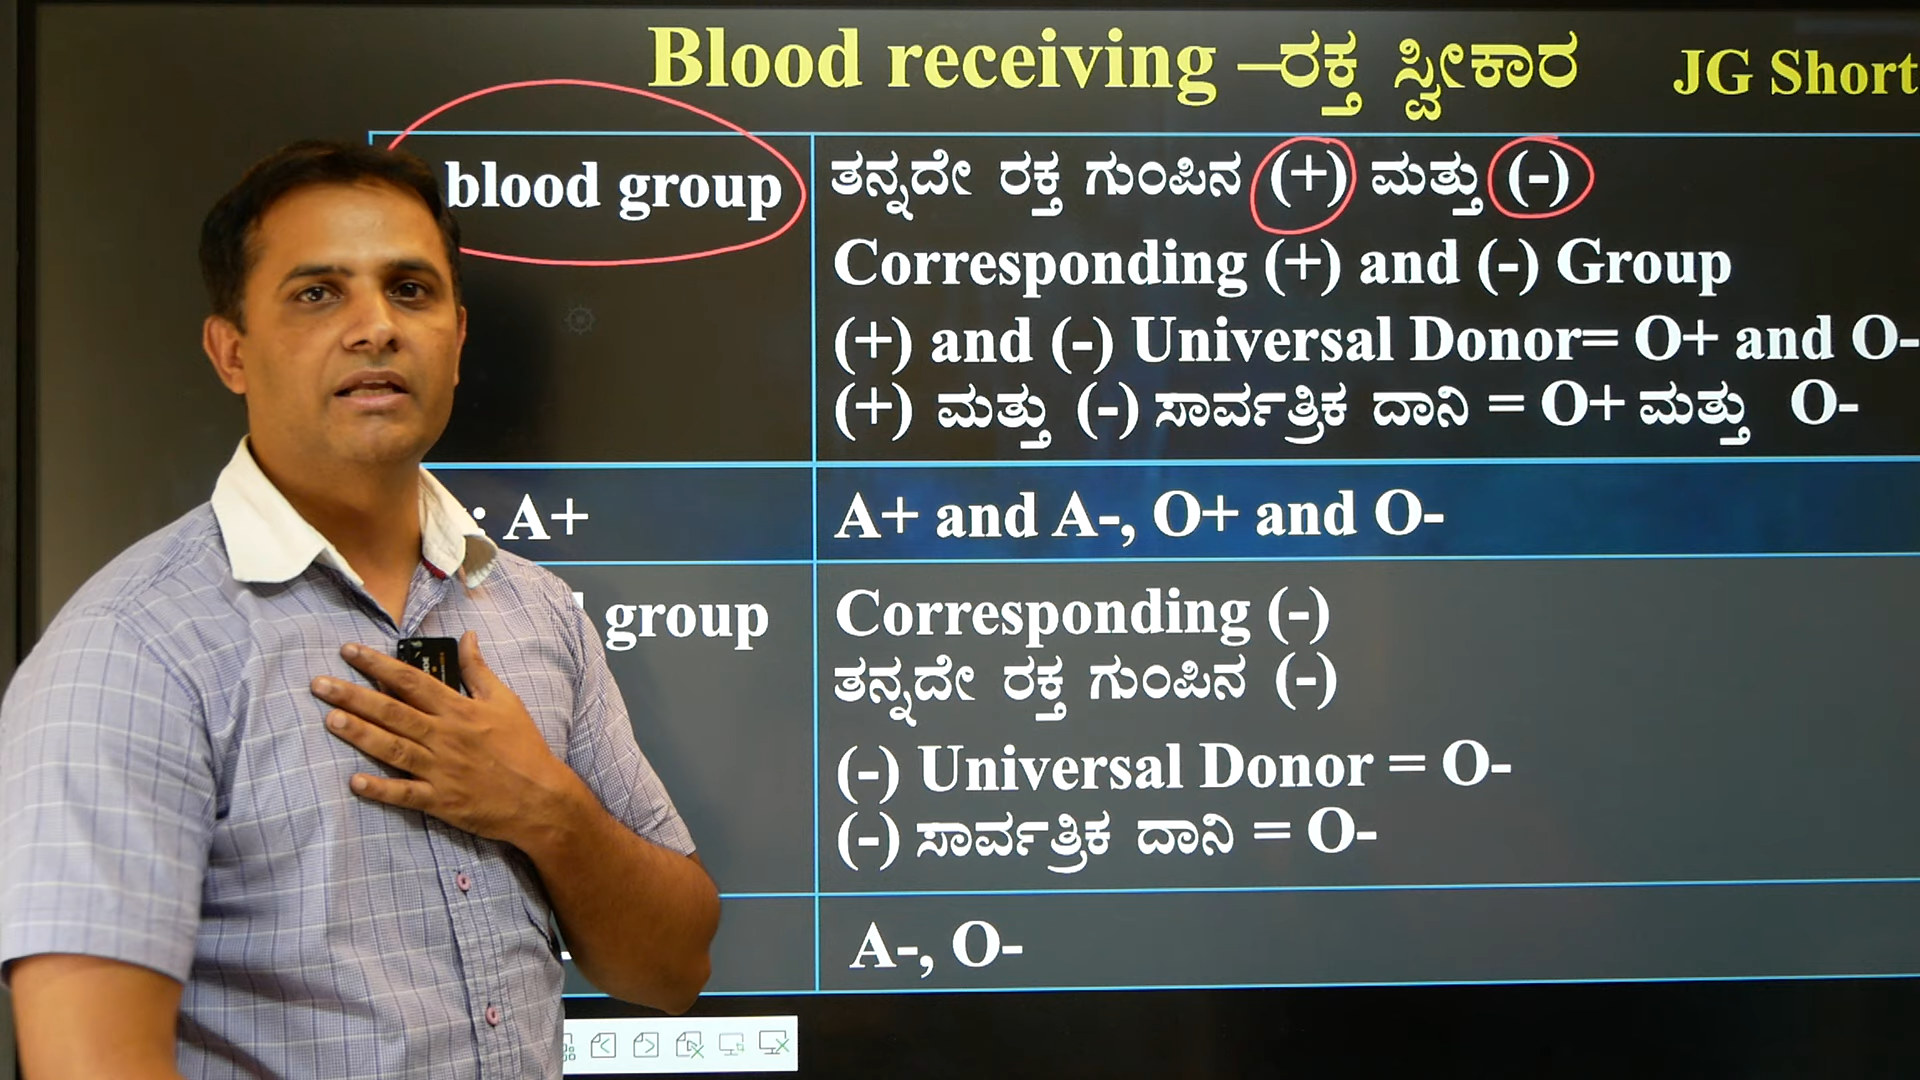 Blood receiving –ರಕ್ತ ಸ್ವೀಕಾರ JG Short
blood group
ತನ್ನದೇ ರಕ್ತ ಗುಂಪಿನ (+) ಮತ್ತು (-)
Corresponding (+) and (-) Group
(+) and (-) Universal Donor= O+ and O-
(+) ಮತ್ತು (-) ಸಾರ್ವತ್ರಿಕ ದಾನಿ = O+ ಮತ್ತು O-
: A+
A+ and A-, O+ and O-
group
Corresponding (-)
ತನ್ನದೇ ರಕ್ತ ಗುಂಪಿನ (-)
(-) Universal Donor = O-
(-) ಸಾರ್ವತ್ರಿಕ ದಾನಿ = O-
A-, O-